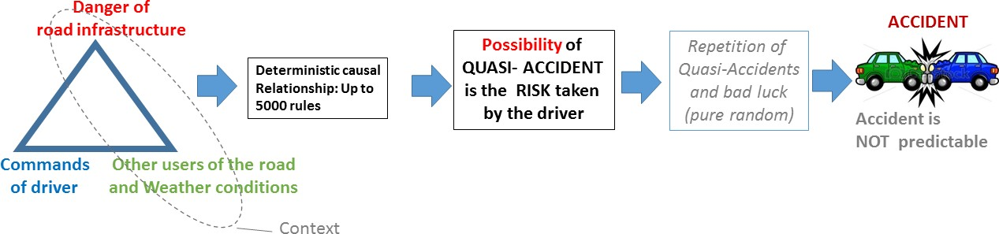 Danger of
road infrastructure
Commands
of driver
Other users of the road
and Weather conditions
Context
Deterministic causal
Relationship: Up to
5000 rules
Possibility of
QUASI- ACCIDENT
is the RISK taken
by the driver
Repetition of
Quasi-Accidents
and bad luck
(pure random)
ACCIDENT
Accident is
NOT predictable